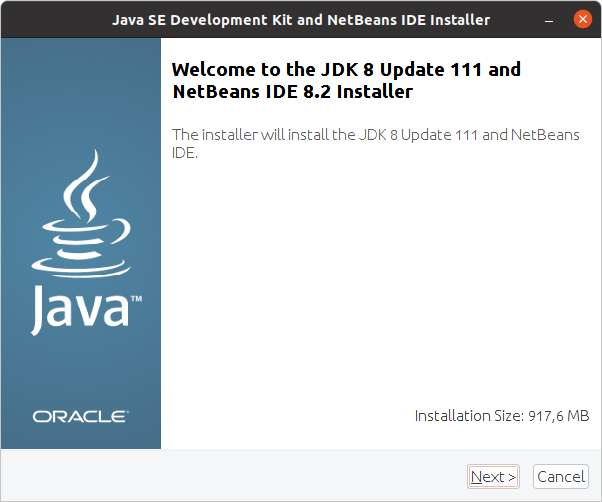 Java SE Development Kit and NetBeans IDE Installer
Welcome to the JDK 8 Update 111 and
NetBeans IDE 8.2 Installer
The installer will install the JDK 8 Update 111 and NetBeans
IDE.
Java™
ORACLE®
Installation Size: 917,6 MB
Next >
Cancel